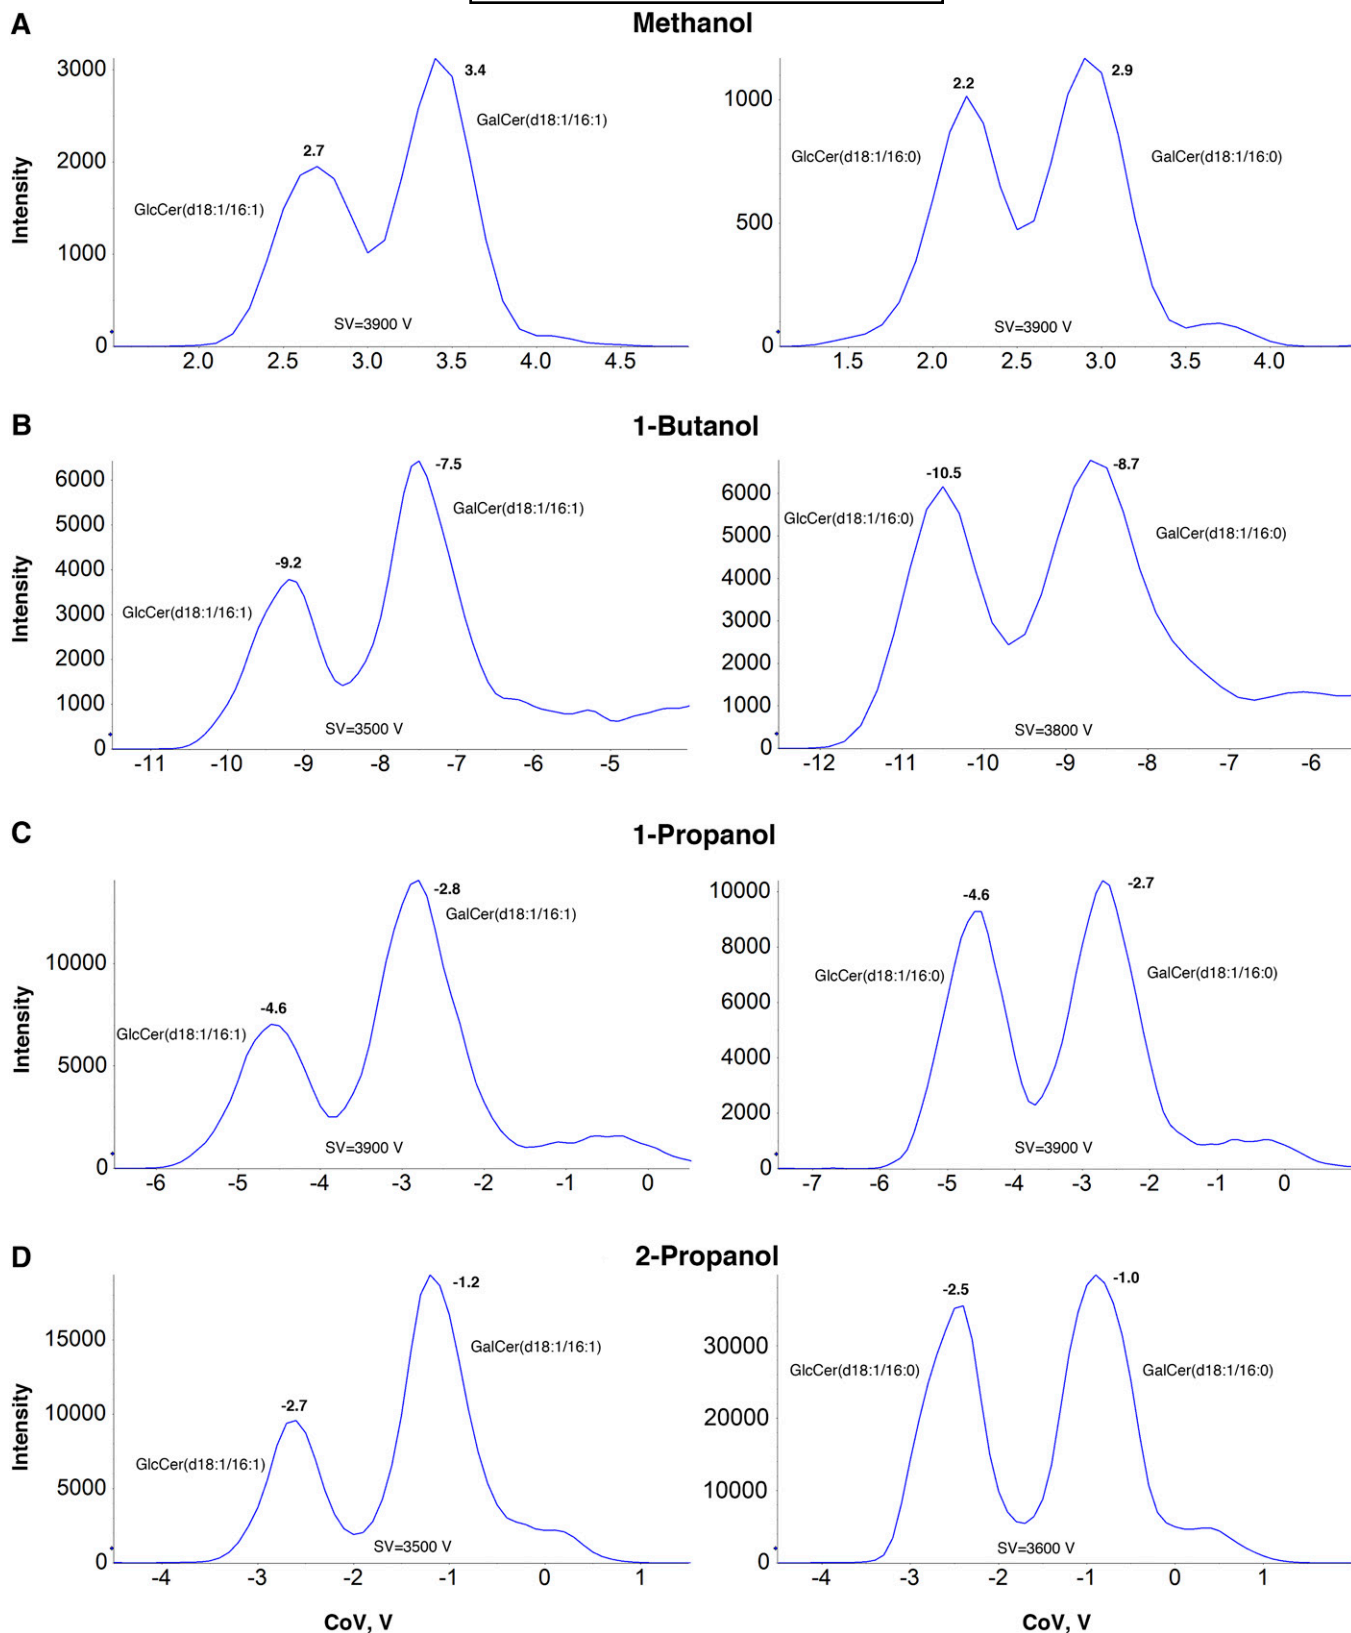 A
Methanol
Intensity
3000
2000
1000
0
2.7
3.4
GlcCer(d18:1/16:1)
GalCer(d18:1/16:1)
SV=3900 V
2.0 2.5 3.0 3.5 4.0 4.5
1000
500
0
2.2
2.9
GlcCer(d18:1/16:0)
GalCer(d18:1/16:0)
SV=3900 V
1.5 2.0 2.5 3.0 3.5 4.0
B
1-Butanol
Intensity
6000
5000
4000
3000
2000
1000
0
-9.2
-7.5
GlcCer(d18:1/16:1)
GalCer(d18:1/16:1)
SV=3500 V
-11 -10 -9 -8 -7 -6 -5
6000
5000
4000
3000
2000
1000
0
-10.5
-8.7
GlcCer(d18:1/16:0)
GalCer(d18:1/16:0)
SV=3800 V
-12 -11 -10 -9 -8 -7 -6
C
1-Propanol
Intensity
10000
5000
0
-4.6
-2.8
GlcCer(d18:1/16:1)
GalCer(d18:1/16:1)
SV=3900 V
-6 -5 -4 -3 -2 -1 0
10000
8000
6000
4000
2000
0
-4.6
-2.7
GlcCer(d18:1/16:0)
GalCer(d18:1/16:0)
SV=3900 V
-7 -6 -5 -4 -3 -2 -1 0
D
2-Propanol
Intensity
15000
10000
5000
0
-2.7
-1.2
GlcCer(d18:1/16:1)
GalCer(d18:1/16:1)
SV=3500 V
-4 -3 -2 -1 0 1
CoV, V
30000
20000
10000
0
-2.5
-1.0
GlcCer(d18:1/16:0)
GalCer(d18:1/16:0)
SV=3600 V
-4 -3 -2 -1 0 1
CoV, V